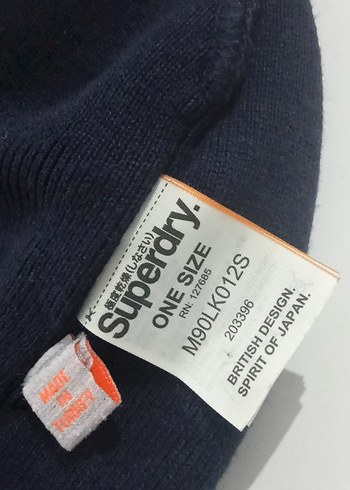 極度乾燥(しなさい)
Superdry.
ONE SIZE
RN: 127685
M90LK012S
203396
BRITISH DESIGN.
SPIRIT OF JAPAN.
MADE
IN
TURKEY